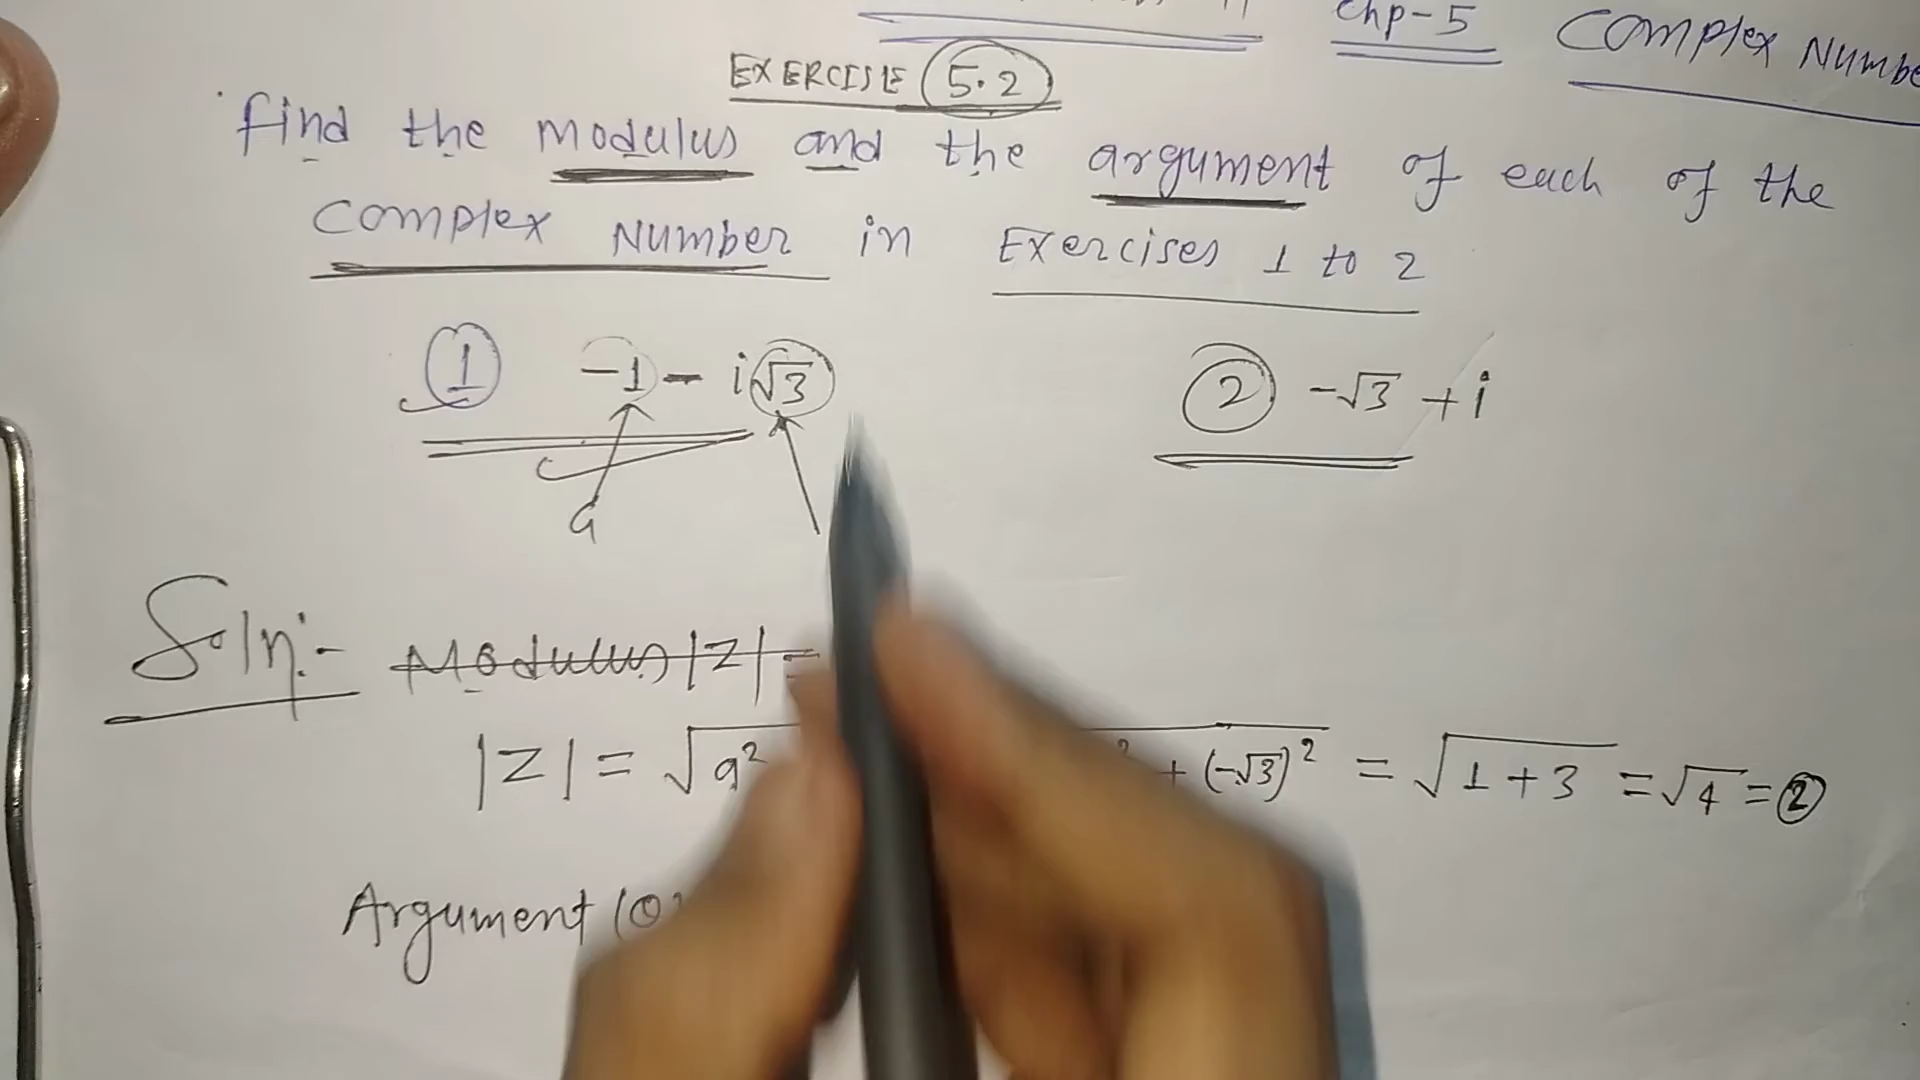 Chp-5 Complex Numbe
EXERCISE 5.2
find the modulus and the argument of each of the
Complex Number in Exercises 1 to 2
1 -1 - i√3
2 -√3 + i
a
Soln:- Modulus |Z| =
|Z| = √a² ² + (-√3)² = √1+3 = √4 = 2
Argument (θ)